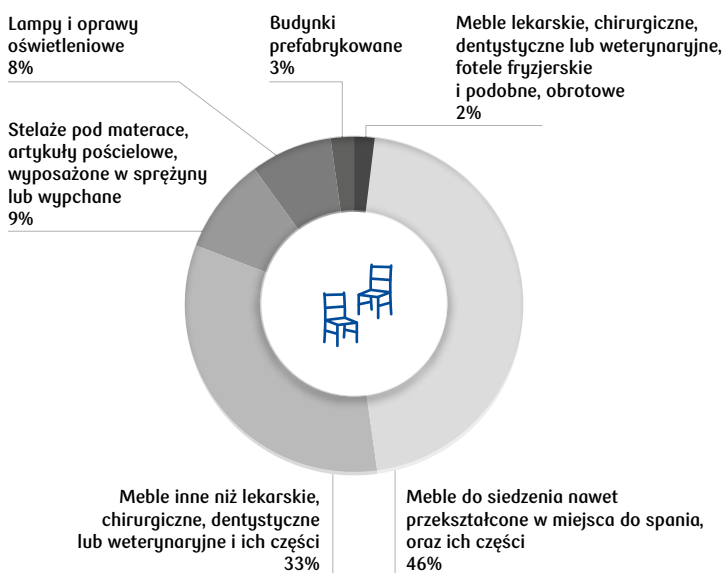 Lampy i oprawy
oświetleniowe
8%
Budynki
prefabrykowane
3%
Meble lekarskie, chirurgiczne,
dentystyczne lub weterynaryjne,
fotele fryzjerskie
i podobne, obrotowe
2%
Stelaże pod materace,
artykuły pościelowe,
wyposażone w sprężyny
lub wypchane
9%
Meble inne niż lekarskie,
chirurgiczne, dentystyczne
lub weterynaryjne i ich części
33%
Meble do siedzenia nawet
przekształcone w miejsca do spania,
oraz ich części
46%